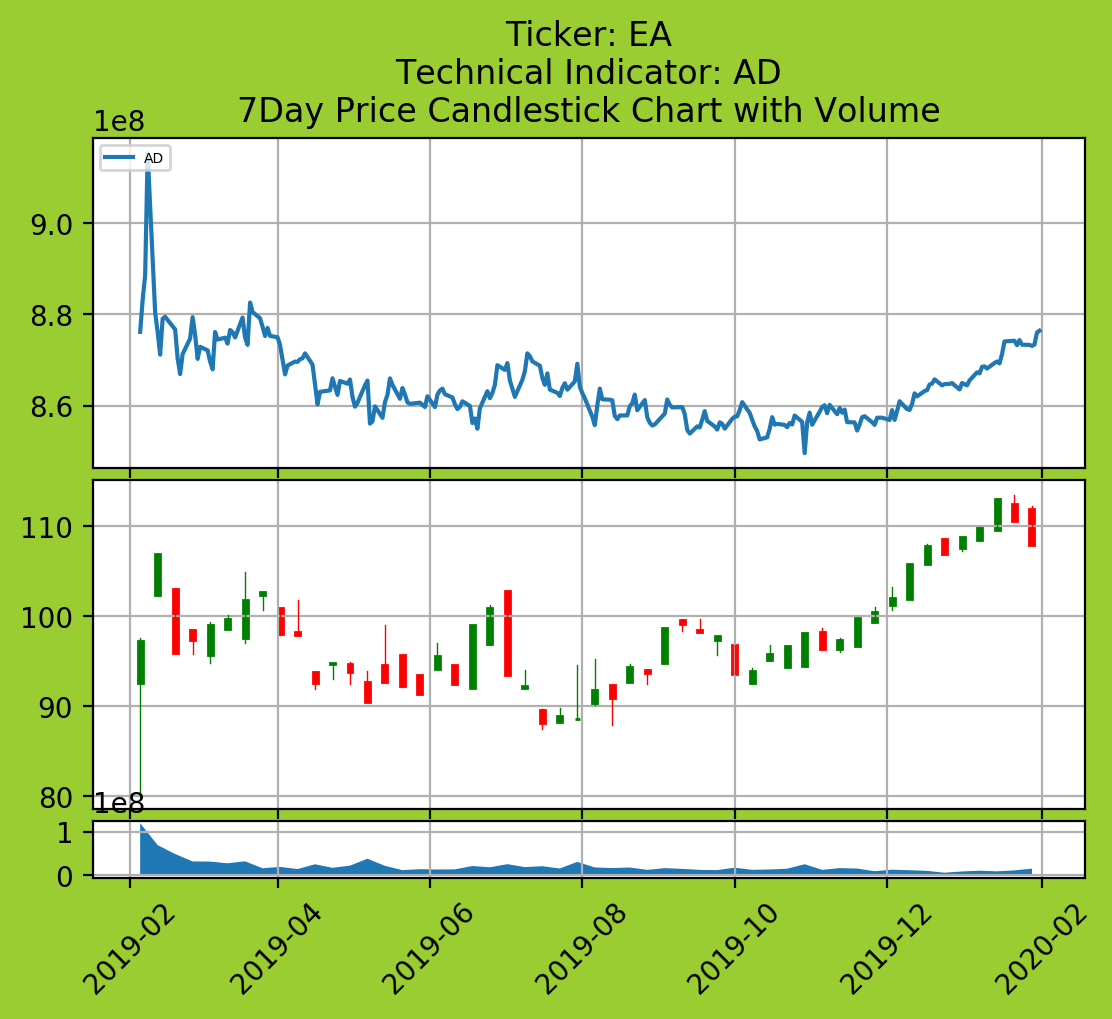 Ticker: EA
Technical Indicator: AD
7Day Price Candlestick Chart with Volume
1e8
AD
9.0
8.8
8.6
110
100
90
80
1e8
1
0
2019-02
2019-04
2019-06
2019-08
2019-10
2019-12
2020-02